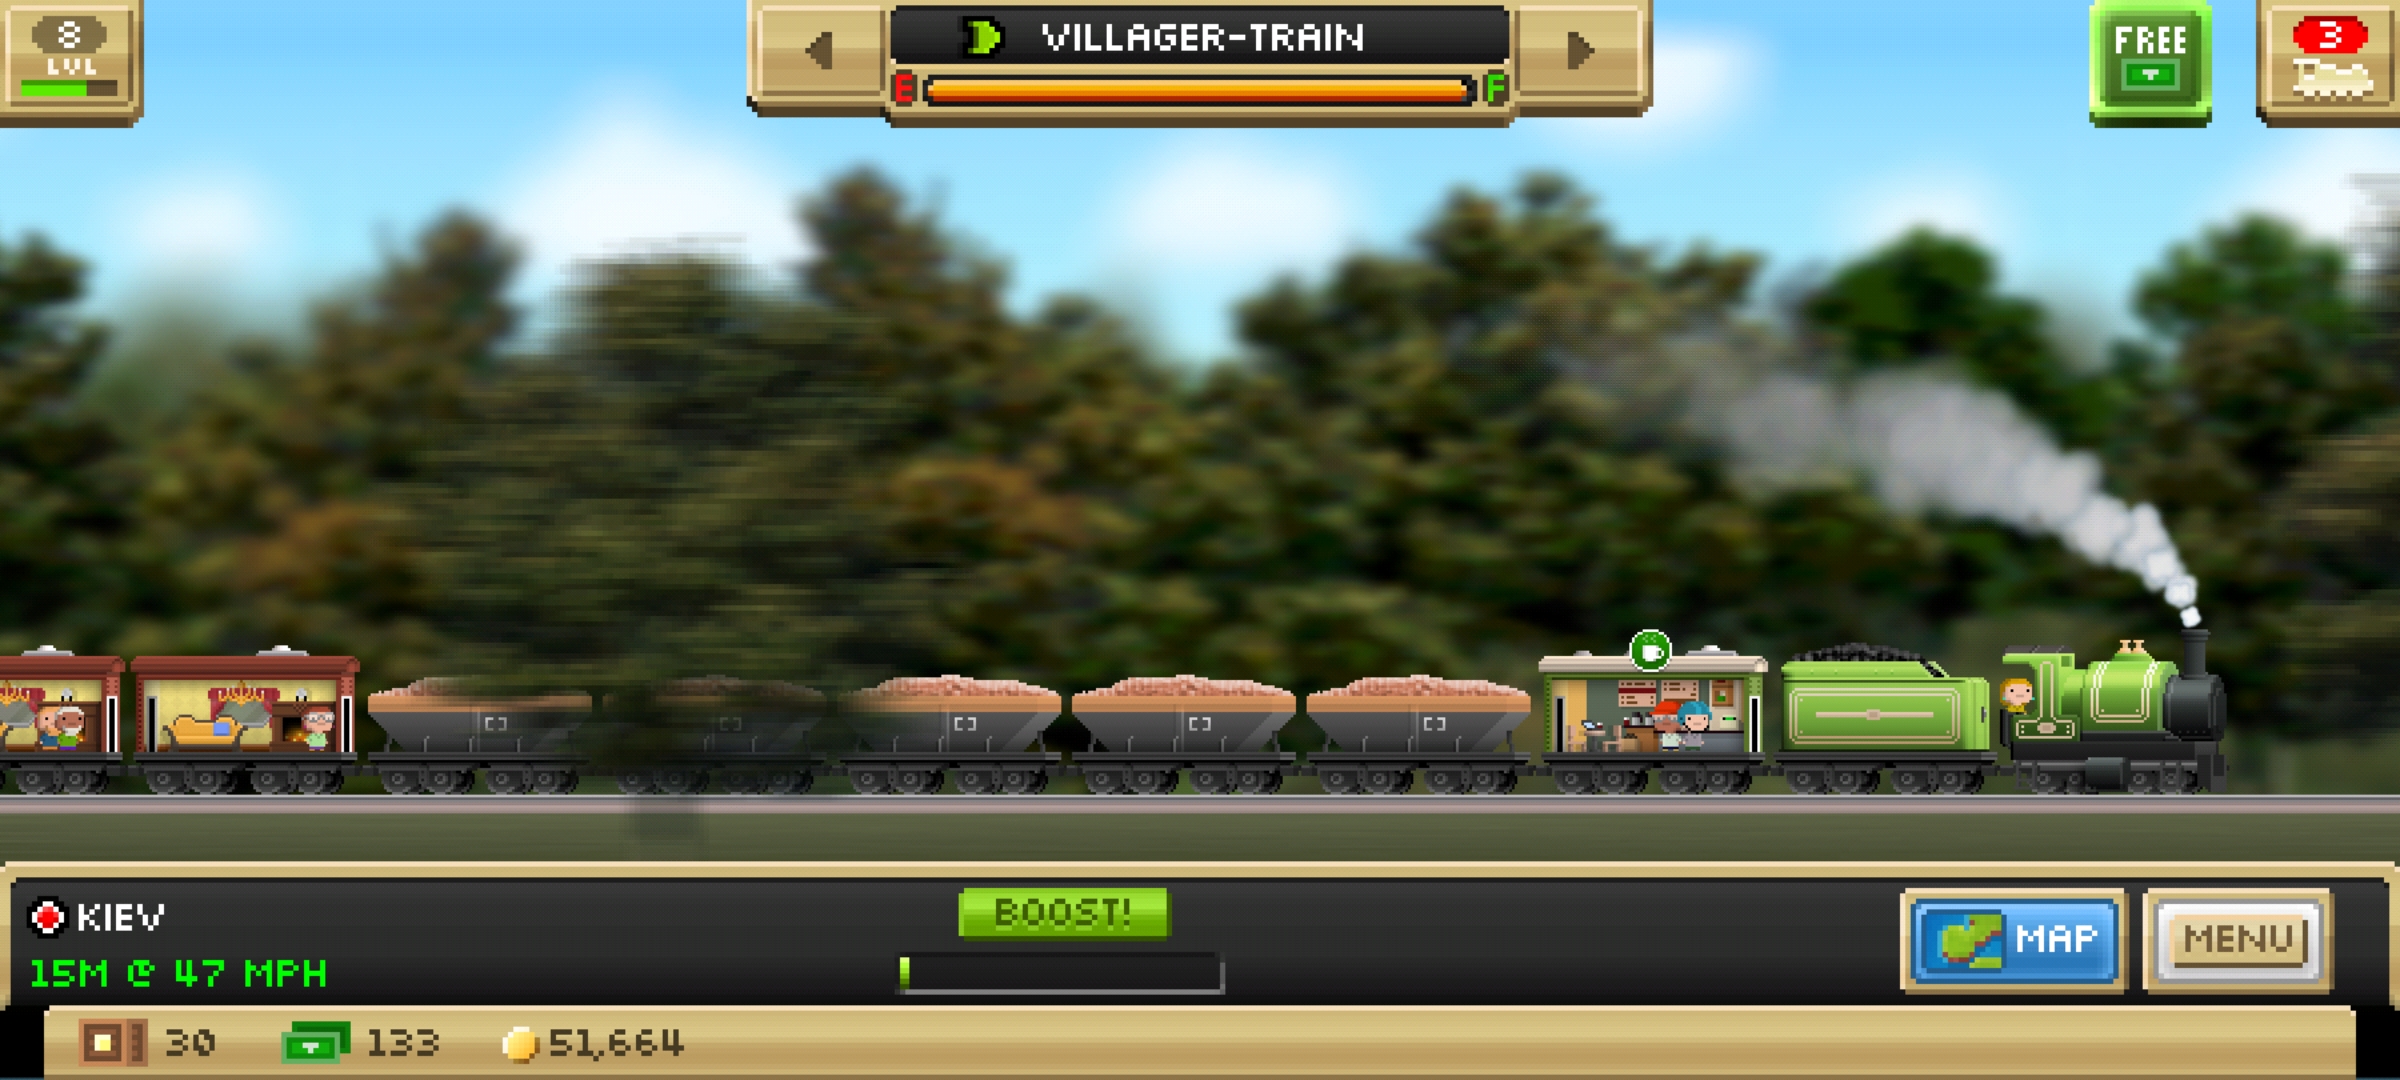 8
LVL
VILLAGER-TRAIN
E F
FREE
3
KIEV
15M @ 47 MPH
BOOST!
MAP
MENU
30
133
51,664